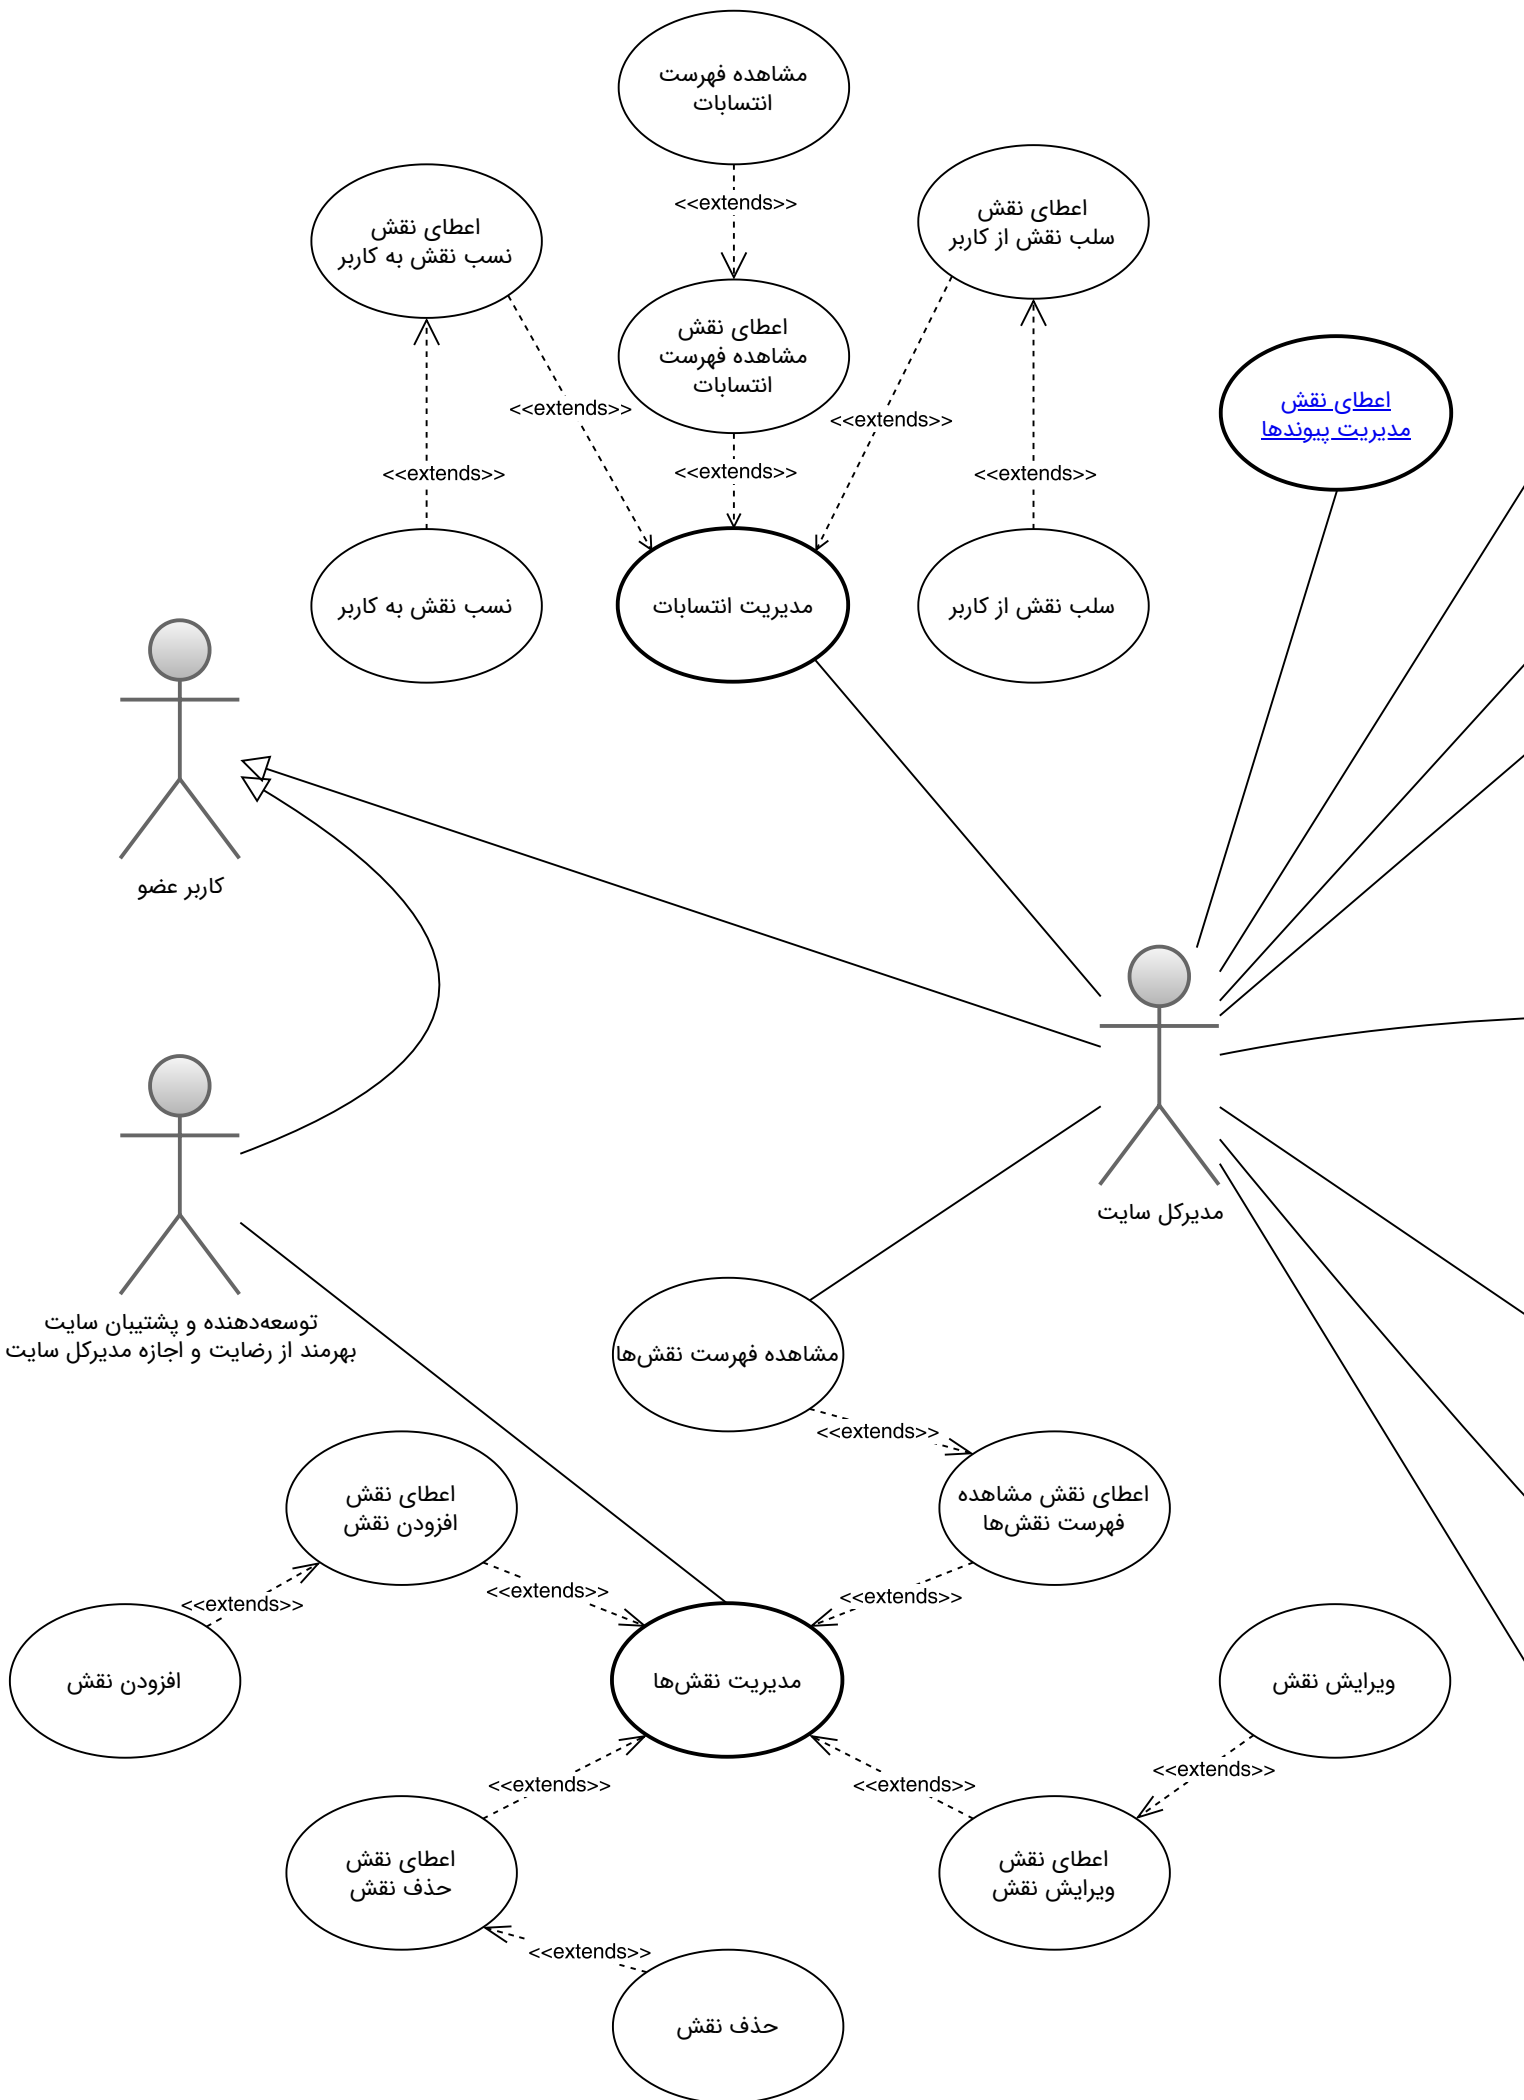 مشاهده فهرست
انتسابات
<<extends>>
اعطای نقش
نسب نقش به کاربر
اعطای نقش
سلب نقش از کاربر
اعطای نقش
مشاهده فهرست
انتسابات
<<extends>>
<<extends>>
<<extends>>
<<extends>>
<<extends>>
اعطای نقش
مدیریت پیوندها
<<extends>>
نسب نقش به کاربر
مدیریت انتسابات
سلب نقش از کاربر
کاربر عضو
مدیرکل سایت
توسعه‌دهنده و پشتیبان سایت
بهرمند از رضایت و اجازه مدیرکل سایت
مشاهده فهرست نقش‌ها
<<extends>>
اعطای نقش
افزودن نقش
اعطای نقش مشاهده
فهرست نقش‌ها
<<extends>>
<<extends>>
<<extends>>
افزودن نقش
مدیریت نقش‌ها
ویرایش نقش
<<extends>>
<<extends>>
<<extends>>
اعطای نقش
حذف نقش
اعطای نقش
ویرایش نقش
<<extends>>
حذف نقش